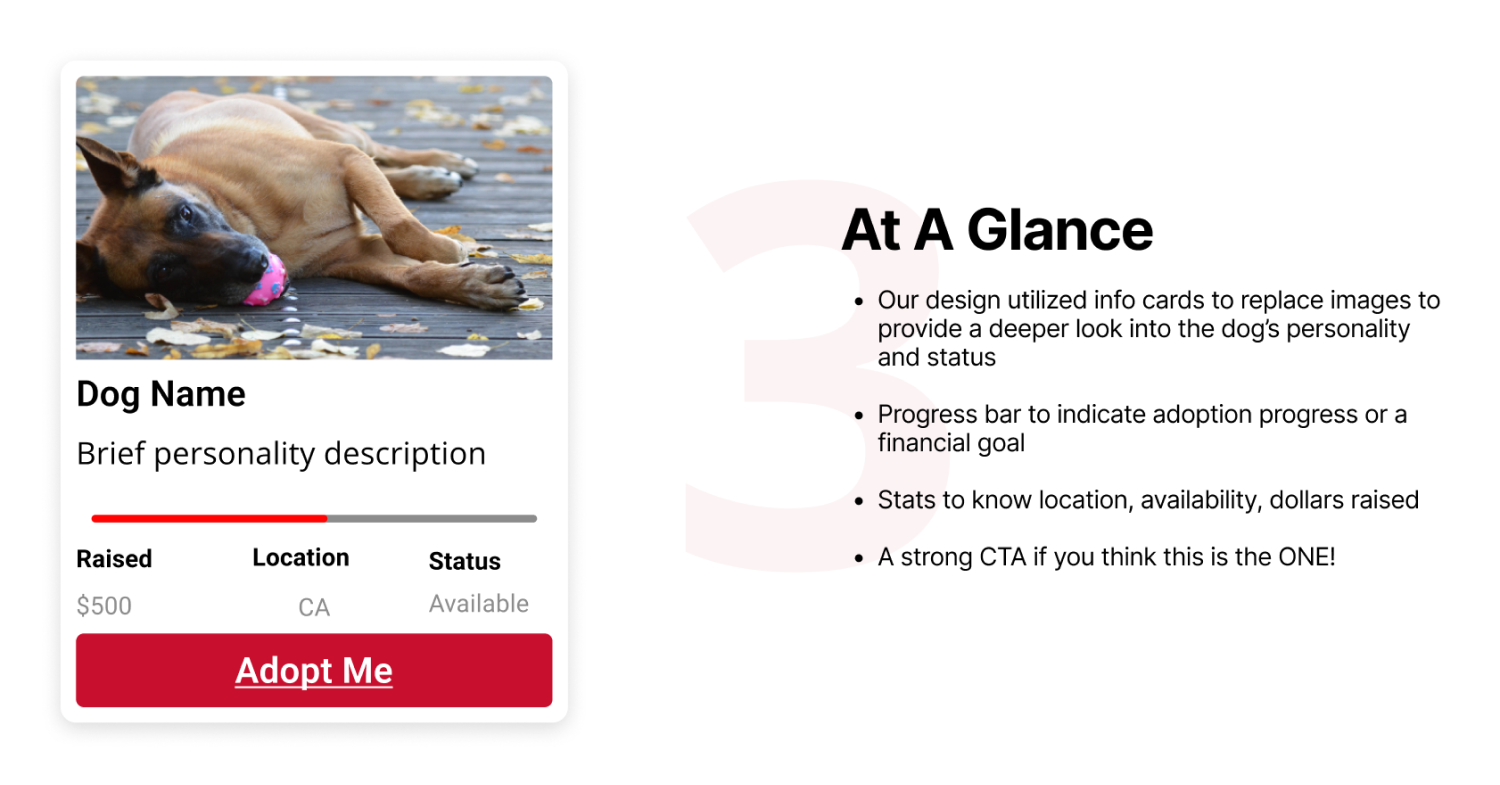 Dog Name
Brief personality description
Raised Location Status
$500 CA Available
Adopt Me
3
At A Glance
• Our design utilized info cards to replace images to
provide a deeper look into the dog’s personality
and status
• Progress bar to indicate adoption progress or a
financial goal
• Stats to know location, availability, dollars raised
• A strong CTA if you think this is the ONE!